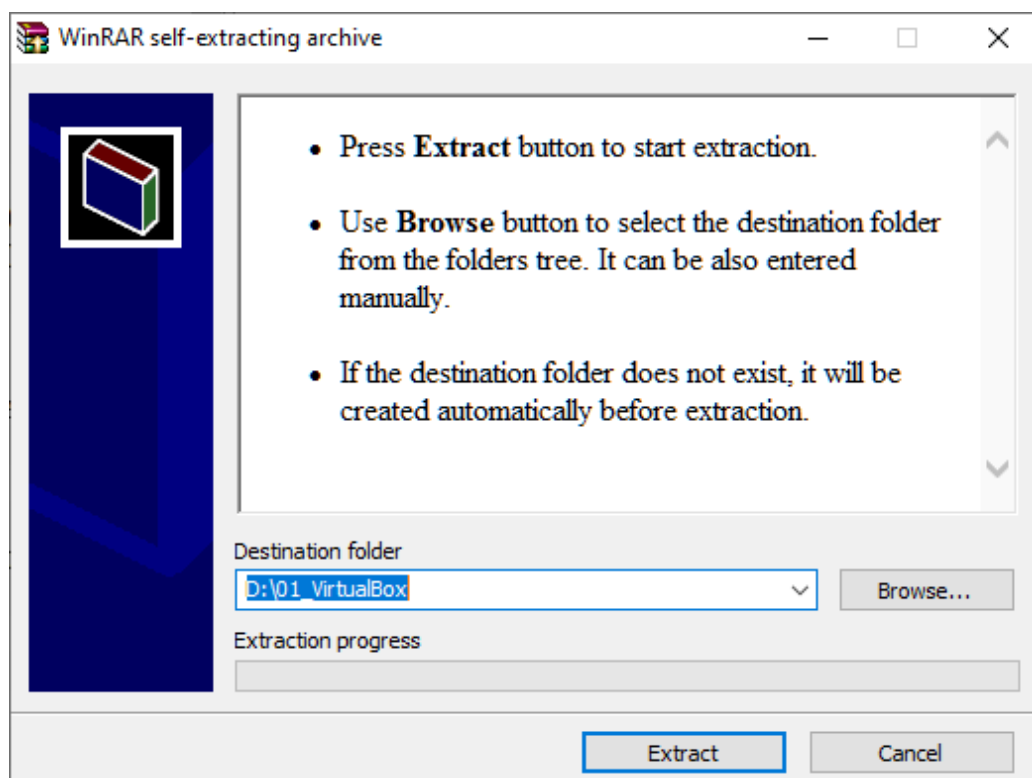 WinRAR self-extracting archive
• Press Extract button to start extraction.
• Use Browse button to select the destination folder
from the folders tree. It can be also entered
manually.
• If the destination folder does not exist, it will be
created automatically before extraction.
Destination folder
D:\01_VirtualBox
Browse...
Extraction progress
Extract
Cancel